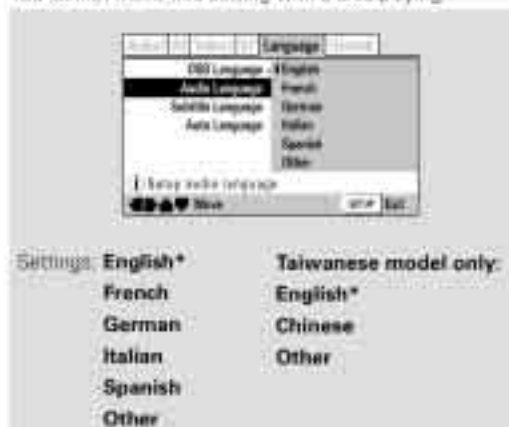 Language
OSD Language English
Audio Language French
Subtitle Language German
Auto Language Italian
Spanish
Other
Setup audio language
Move Exit
Settings: English* Taiwanese model only:
French English*
German Chinese
Italian Other
Spanish
Other